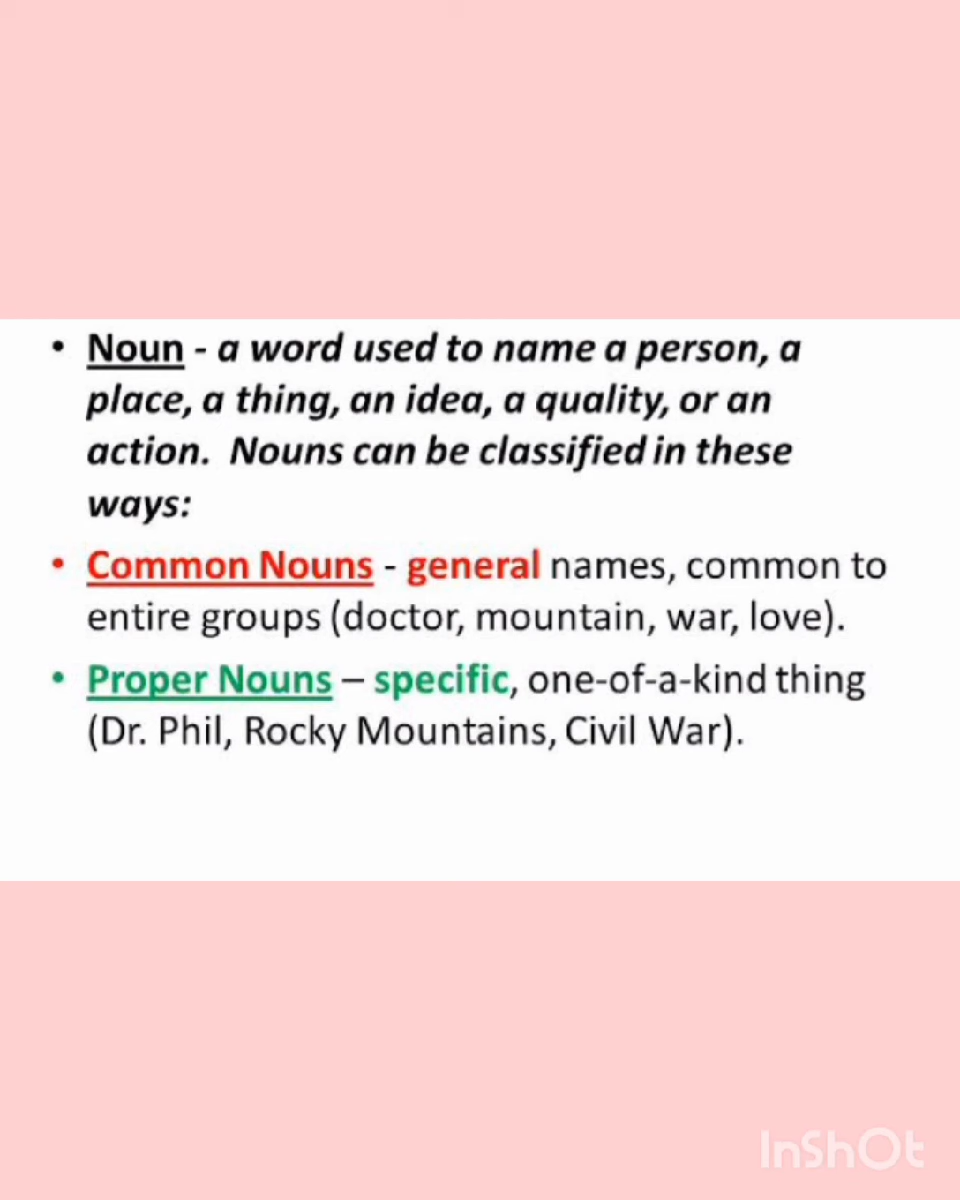 • Noun - a word used to name a person, a
place, a thing, an idea, a quality, or an
action.  Nouns can be classified in these
ways:
• Common Nouns - general names, common to
entire groups (doctor, mountain, war, love).
• Proper Nouns – specific, one-of-a-kind thing
(Dr. Phil, Rocky Mountains, Civil War).
InShOt